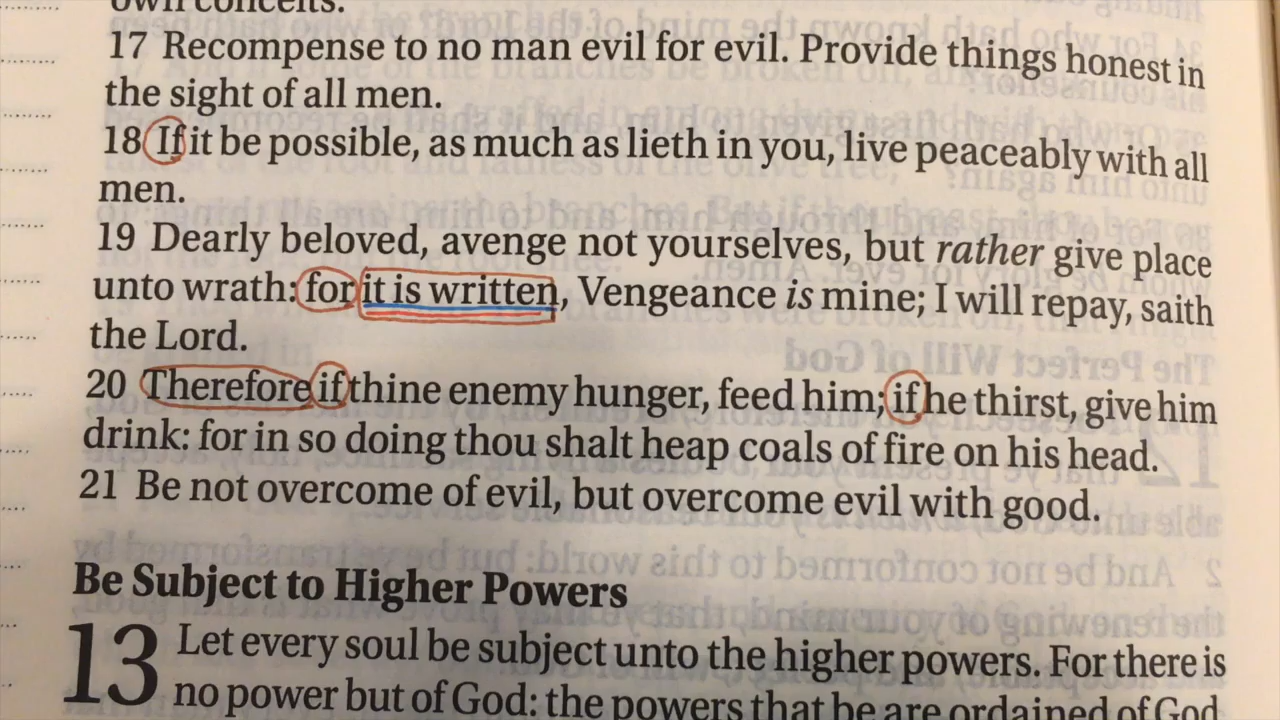 own conceits.
17 Recompense to no man evil for evil. Provide things honest in
the sight of all men.
18 If it be possible, as much as lieth in you, live peaceably with all
men.
19 Dearly beloved, avenge not yourselves, but rather give place
unto wrath: for it is written, Vengeance is mine; I will repay, saith
the Lord.
20 Therefore if thine enemy hunger, feed him; if he thirst, give him
drink: for in so doing thou shalt heap coals of fire on his head.
21 Be not overcome of evil, but overcome evil with good.
Be Subject to Higher Powers
13 Let every soul be subject unto the higher powers. For there is
no power but of God: the powers that be are ordained of God.